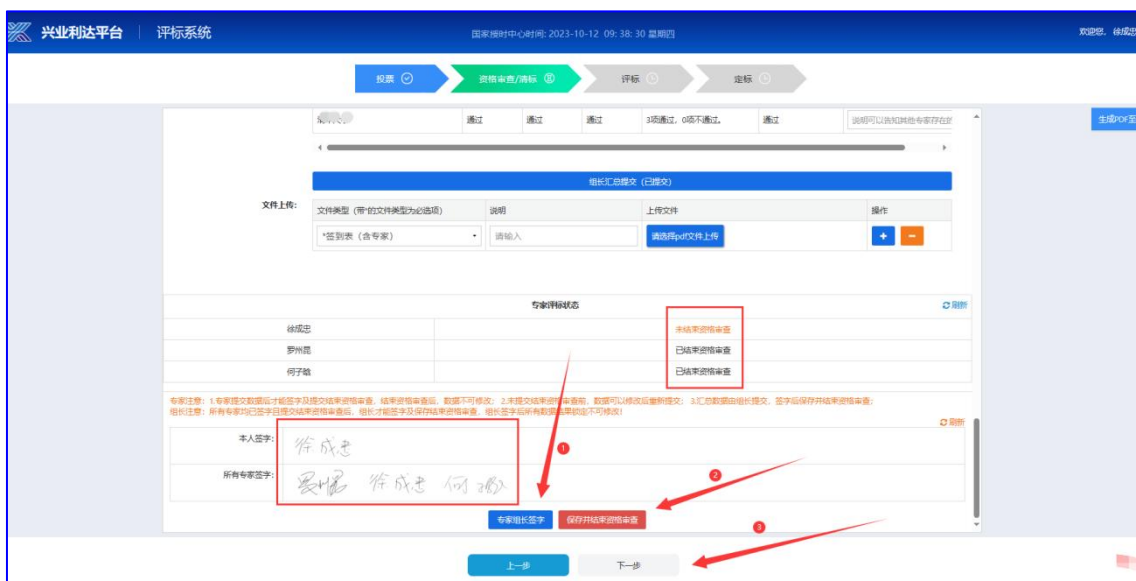 兴业利达平台 评标系统 国家授时中心时间: 2023-10-12 09: 38: 30 星期四 欢迎您, 徐成忠
投票 资格审查/清标 评标 定标
通过 通过 通过 3项通过, 0项不通过。 通过 说明可以告知其他专家存在的
生成PDF至
组长汇总提交 (已提交)
文件上传:
文件类型 (带*的文件类型为必选项) 说明 上传文件 操作
*签到表 (含专家) 请输入 请选择pdf文件上传 + −
专家评标状态 刷新
徐成忠 未结束资格审查
罗州昆 已结束资格审查
何子晗 已结束资格审查
专家注意: 1.专家提交数据后才能签字及提交结束资格审查, 结束资格审查后, 数据不可修改; 2.未提交结束资格审查前, 数据可以修改后重新提交; 3.汇总数据由组长提交, 签字后保存并结束资格审查;
组长注意: 所有专家均已签字且提交结束资格审查后, 组长才能签字及保存结束资格审查, 组长签字后所有数据结果锁定不可修改!
刷新
本人签字: 徐成忠
所有专家签字: 徐成忠
1
2
专家组长签字 保存并结束资格审查
3
上一步 下一步